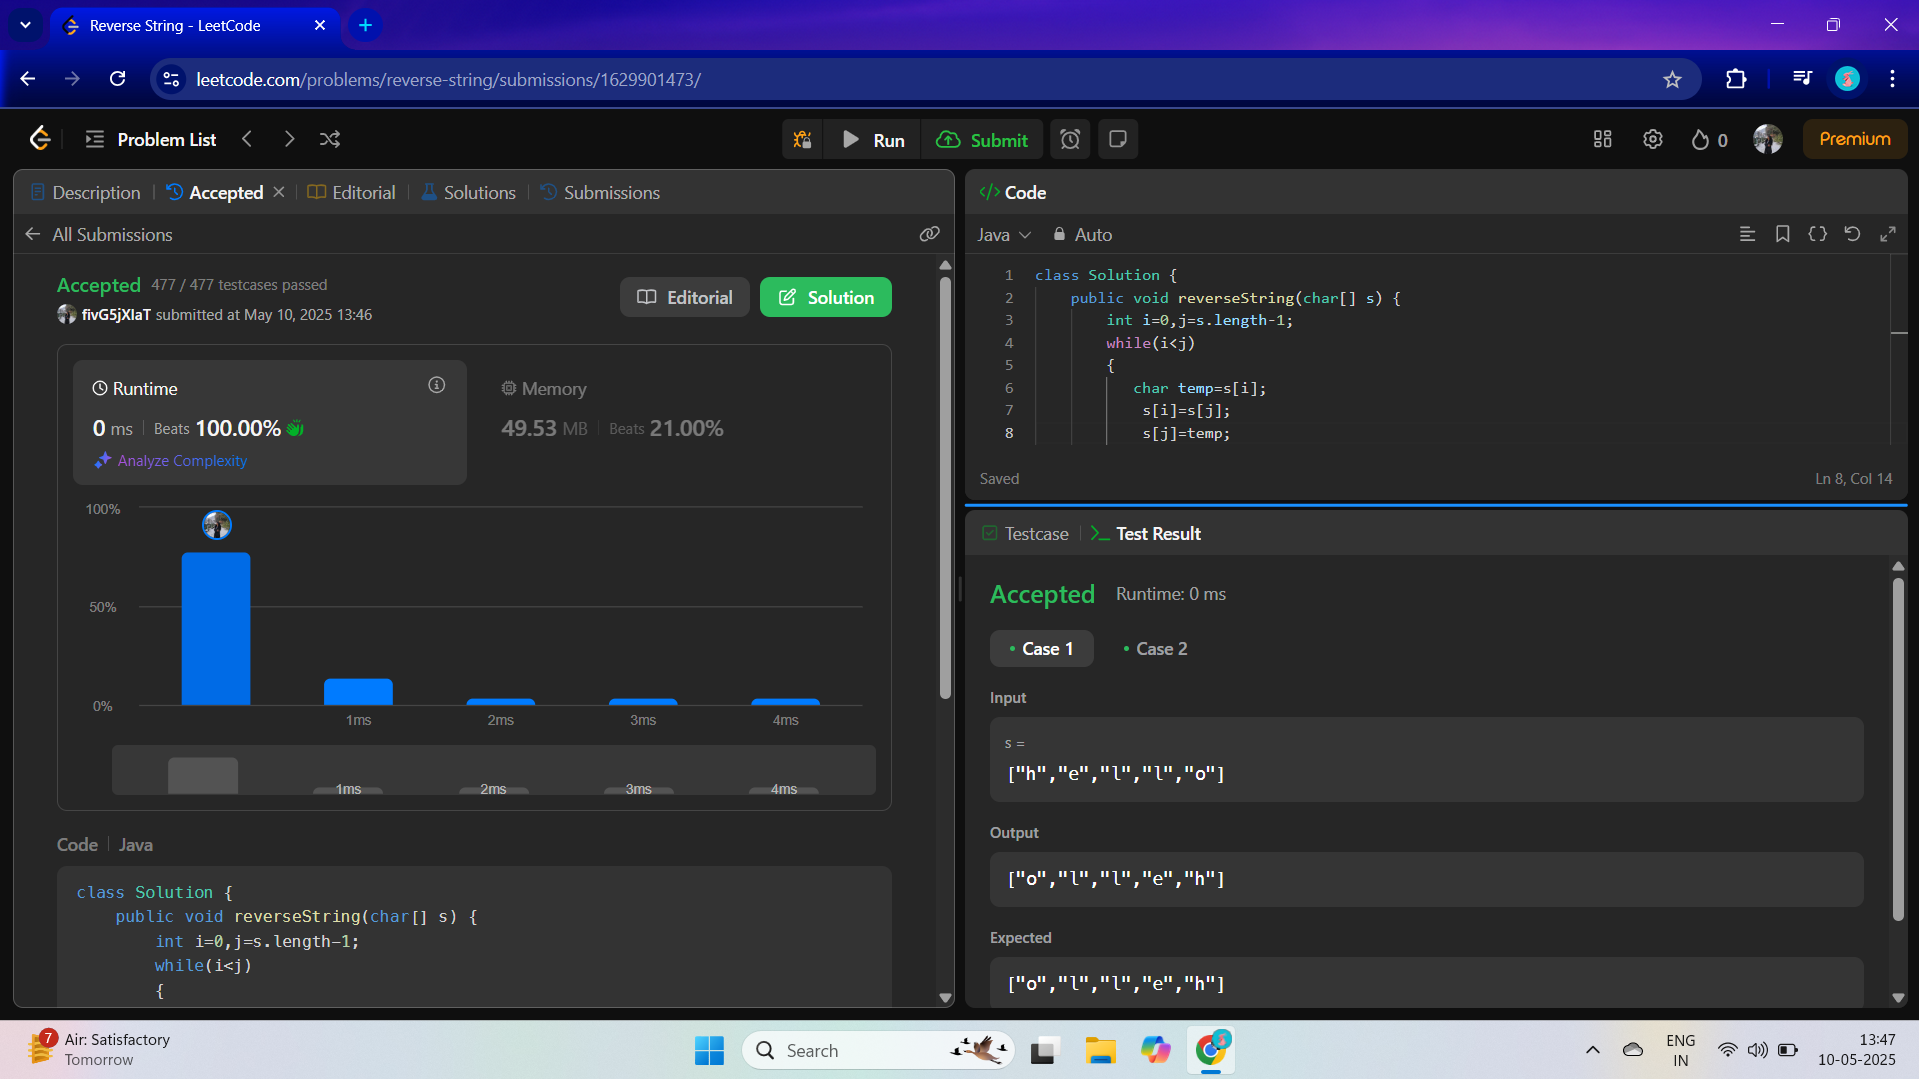 Reverse String - LeetCode
leetcode.com/problems/reverse-string/submissions/1629901473/
Problem List
Run
Submit
0
Premium
Description
Accepted
Editorial
Solutions
Submissions
All Submissions
Accepted 477 / 477 testcases passed
fivG5jXIaT submitted at May 10, 2025 13:46
Editorial
Solution
Runtime
0 ms Beats 100.00%
Analyze Complexity
Memory
49.53 MB Beats 21.00%
100%
50%
0%
1ms 2ms 3ms 4ms
1ms 2ms 3ms 4ms
Code Java
class Solution {
    public void reverseString(char[] s) {
        int i=0,j=s.length-1;
        while(i<j)
        {
</> Code
Java Auto
1 class Solution {
2     public void reverseString(char[] s) {
3         int i=0,j=s.length-1;
4         while(i<j)
5         {
6            char temp=s[i];
7             s[i]=s[j];
8             s[j]=temp;
Saved
Ln 8, Col 14
Testcase
Test Result
Accepted Runtime: 0 ms
Case 1
Case 2
Input
s =
["h","e","l","l","o"]
Output
["o","l","l","e","h"]
Expected
["o","l","l","e","h"]
7
Air: Satisfactory
Tomorrow
Search
ENG
IN
13:47
10-05-2025